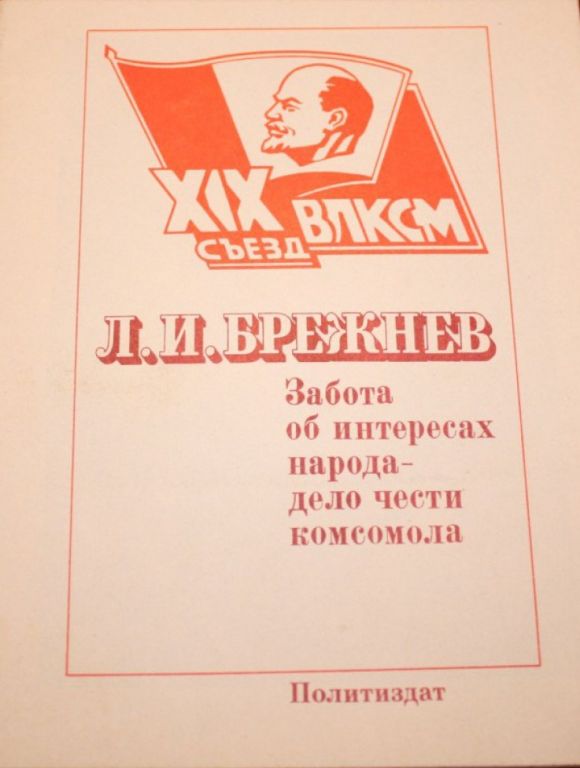 XIX
СЪЕЗД ВЛКСМ
Л.И.БРЕЖНЕВ
Забота
об интересах
народа-
дело чести
комсомола
Политиздат